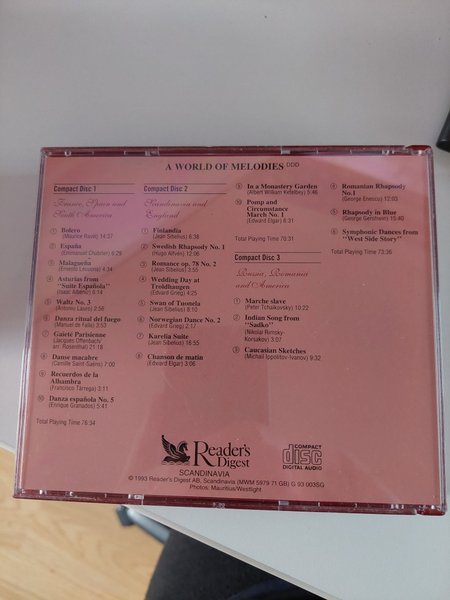 A WORLD OF MELODIES DDD
Compact Disc 1
France, Spain and
South America
1 Bolero
(Maurice Ravel) 14:37
2 España
(Emmanuel Chabrier) 6:29
3 Malagueña
(Ernesto Lecuona) 4:34
4 Asturias from
"Suite Española"
(Isaac Albéniz) 6:14
5 Waltz No. 3
(Antonio Lauro) 2:56
6 Danza ritual del fuego
(Manuel de Falla) 3:53
7 Gaieté Parisienne
(Jacques Offenbach/
arr: Rosenthal) 21:18
8 Danse macabre
(Camille Saint-Saëns) 7:00
9 Recuerdos de la
Alhambra
(Francisco Tárrega) 3:11
10 Danza española No. 5
(Enrique Granados) 5:41
Total Playing Time 76:34
Compact Disc 2
Scandinavia and
England
1 Finlandia
(Jean Sibelius) 8:38
2 Swedish Rhapsody No. 1
(Hugo Alfvén) 12:06
3 Romance op. 78 No. 2
(Jean Sibelius) 3:55
4 Wedding Day at
Troldhaugen
(Edvard Grieg) 4:25
5 Swan of Tuonela
(Jean Sibelius) 8:10
6 Norwegian Dance No. 2
(Edvard Grieg) 2:17
7 Karelia Suite
(Jean Sibelius) 16:55
8 Chanson de matin
(Edward Elgar) 3:06
9 In a Monastery Garden
(Albert William Ketelbey) 5:46
10 Pomp and
Circumstance
March No. 1
(Edward Elgar) 6:31
Total Playing Time 70:31
Compact Disc 3
Russia, Romania
and America
1 Marche slave
(Peter Tchaikovsky) 10:22
2 Indian Song from
"Sadko"
(Nikolai Rimsky-
Korsakov) 3:07
3 Caucasian Sketches
(Michail Ippolitov-Ivanov) 9:32
4 Romanian Rhapsody
No.1
(George Enescu) 12:03
5 Rhapsody in Blue
(George Gershwin) 15:40
6 Symphonic Dances from
"West Side Story"
Total Playing Time 73:36
Reader's
Digest
SCANDINAVIA
© 1993 Reader's Digest AB, Scandinavia (MWM 5979 71 GB) G 93 003SG
Photos: Mauritius/Westlight
COMPACT
disc
DIGITAL AUDIO